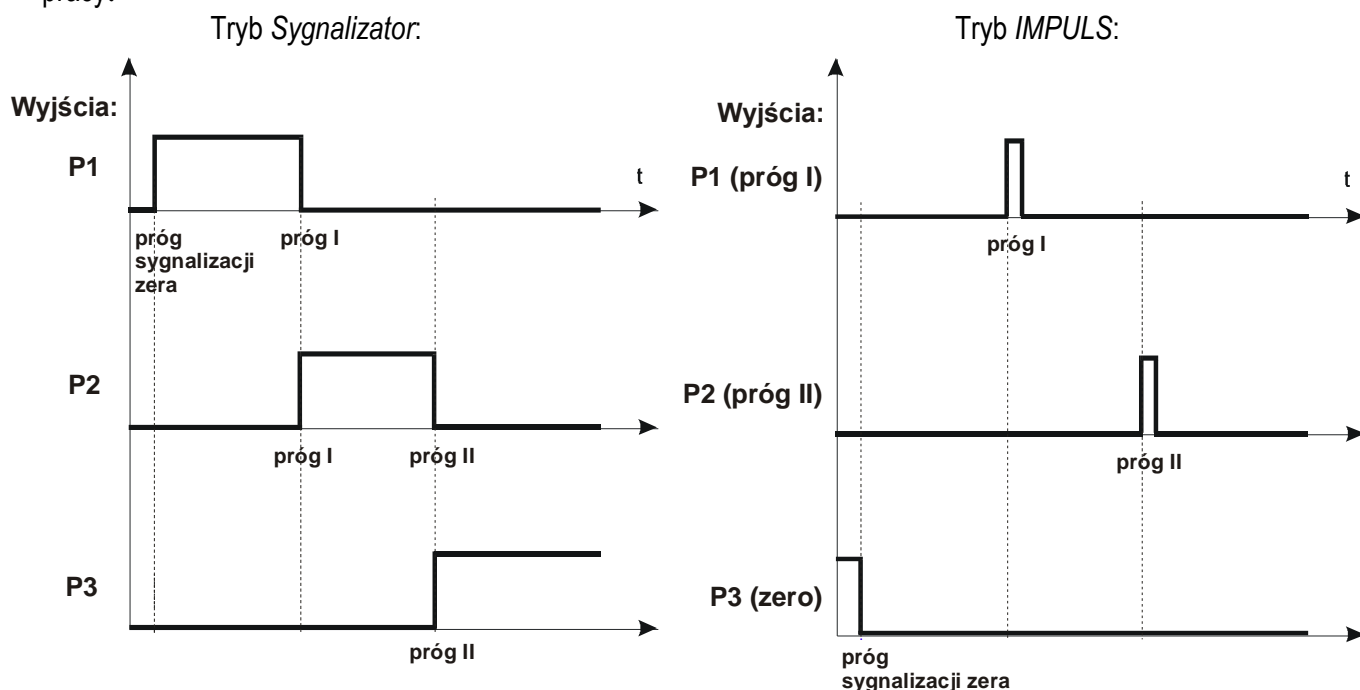 pracy:
Tryb Sygnalizator:
Wyjścia:
P1
t
próg
sygnalizacji
zera
próg I
P2
próg I
próg II
P3
próg II
Tryb IMPULS:
Wyjścia:
P1 (próg I)
t
próg I
P2 (próg II)
próg II
P3 (zero)
próg
sygnalizacji zera